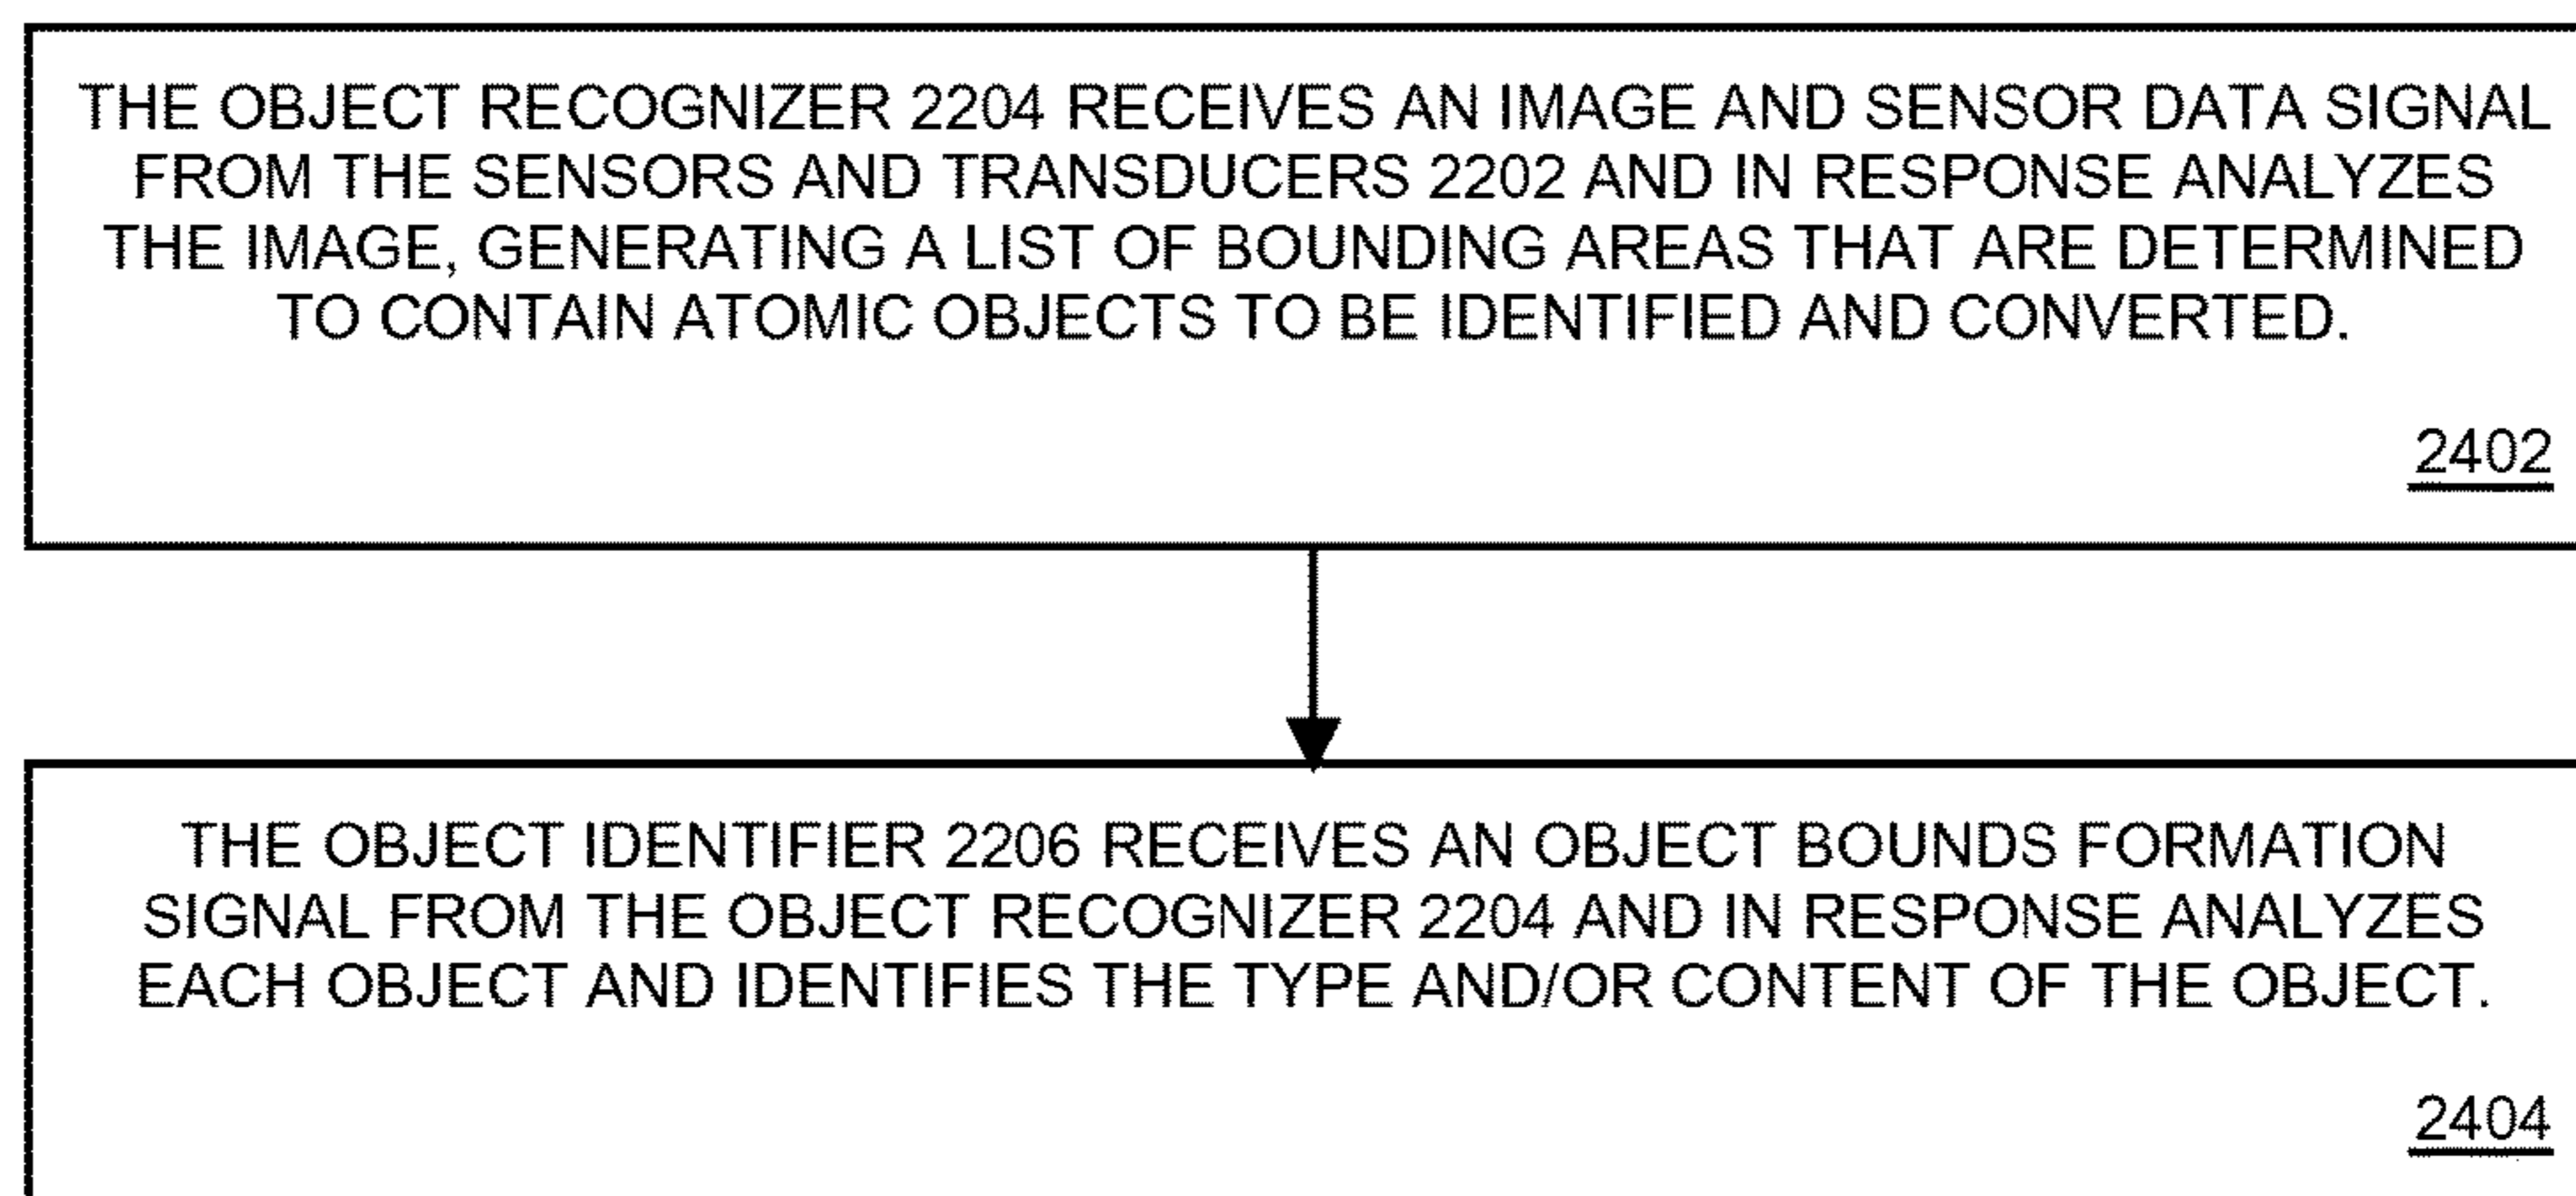 THE OBJECT RECOGNIZER 2204 RECEIVES AN IMAGE AND SENSOR DATA SIGNAL
FROM THE SENSORS AND TRANSDUCERS 2202 AND IN RESPONSE ANALYZES
THE IMAGE, GENERATING A LIST OF BOUNDING AREAS THAT ARE DETERMINED
TO CONTAIN ATOMIC OBJECTS TO BE IDENTIFIED AND CONVERTED.
2402
THE OBJECT IDENTIFIER 2206 RECEIVES AN OBJECT BOUNDS FORMATION
SIGNAL FROM THE OBJECT RECOGNIZER 2204 AND IN RESPONSE ANALYZES
EACH OBJECT AND IDENTIFIES THE TYPE AND/OR CONTENT OF THE OBJECT.
2404